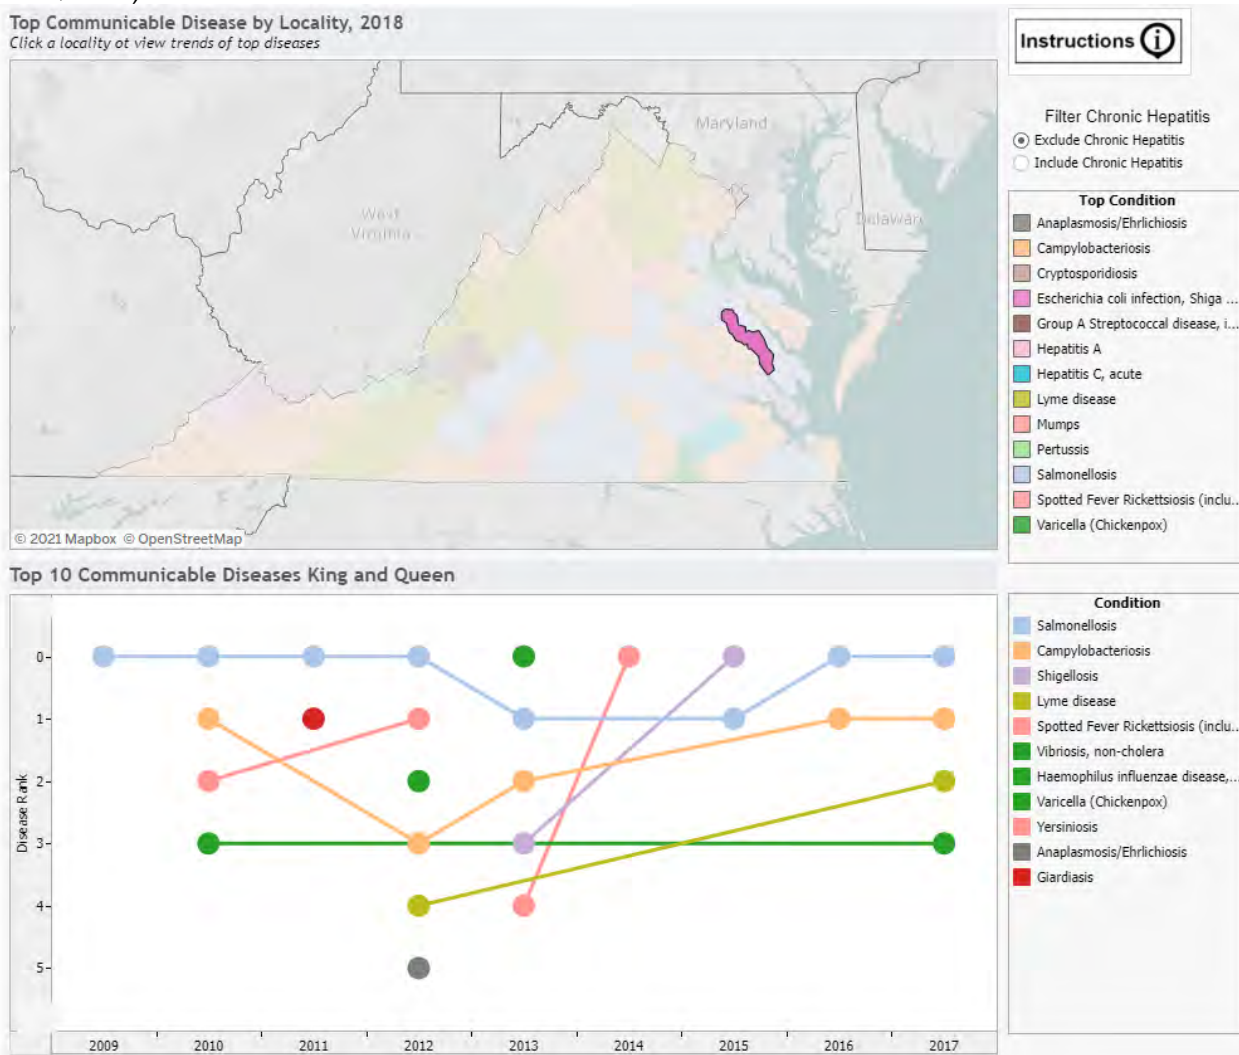 Top Communicable Disease by Locality, 2018
Click a locality ot view trends of top diseases
Instructions
Filter Chronic Hepatitis
Exclude Chronic Hepatitis
Include Chronic Hepatitis
Maryland
West
Virginia
Delaware
Top Condition
Anaplasmosis/Ehrlichiosis
Campylobacteriosis
Cryptosporidiosis
Escherichia coli infection, Shiga ...
Group A Streptococcal disease, i...
Hepatitis A
Hepatitis C, acute
Lyme disease
Mumps
Pertussis
Salmonellosis
Spotted Fever Rickettsiosis (inclu...
Varicella (Chickenpox)
© 2021 Mapbox © OpenStreetMap
Top 10 Communicable Diseases King and Queen
Disease Rank
0
1
2
3
4
5
2009 2010 2011 2012 2013 2014 2015 2016 2017
Condition
Salmonellosis
Campylobacteriosis
Shigellosis
Lyme disease
Spotted Fever Rickettsiosis (inclu...
Vibriosis, non-cholera
Haemophilus influenzae disease,...
Varicella (Chickenpox)
Yersiniosis
Anaplasmosis/Ehrlichiosis
Giardiasis